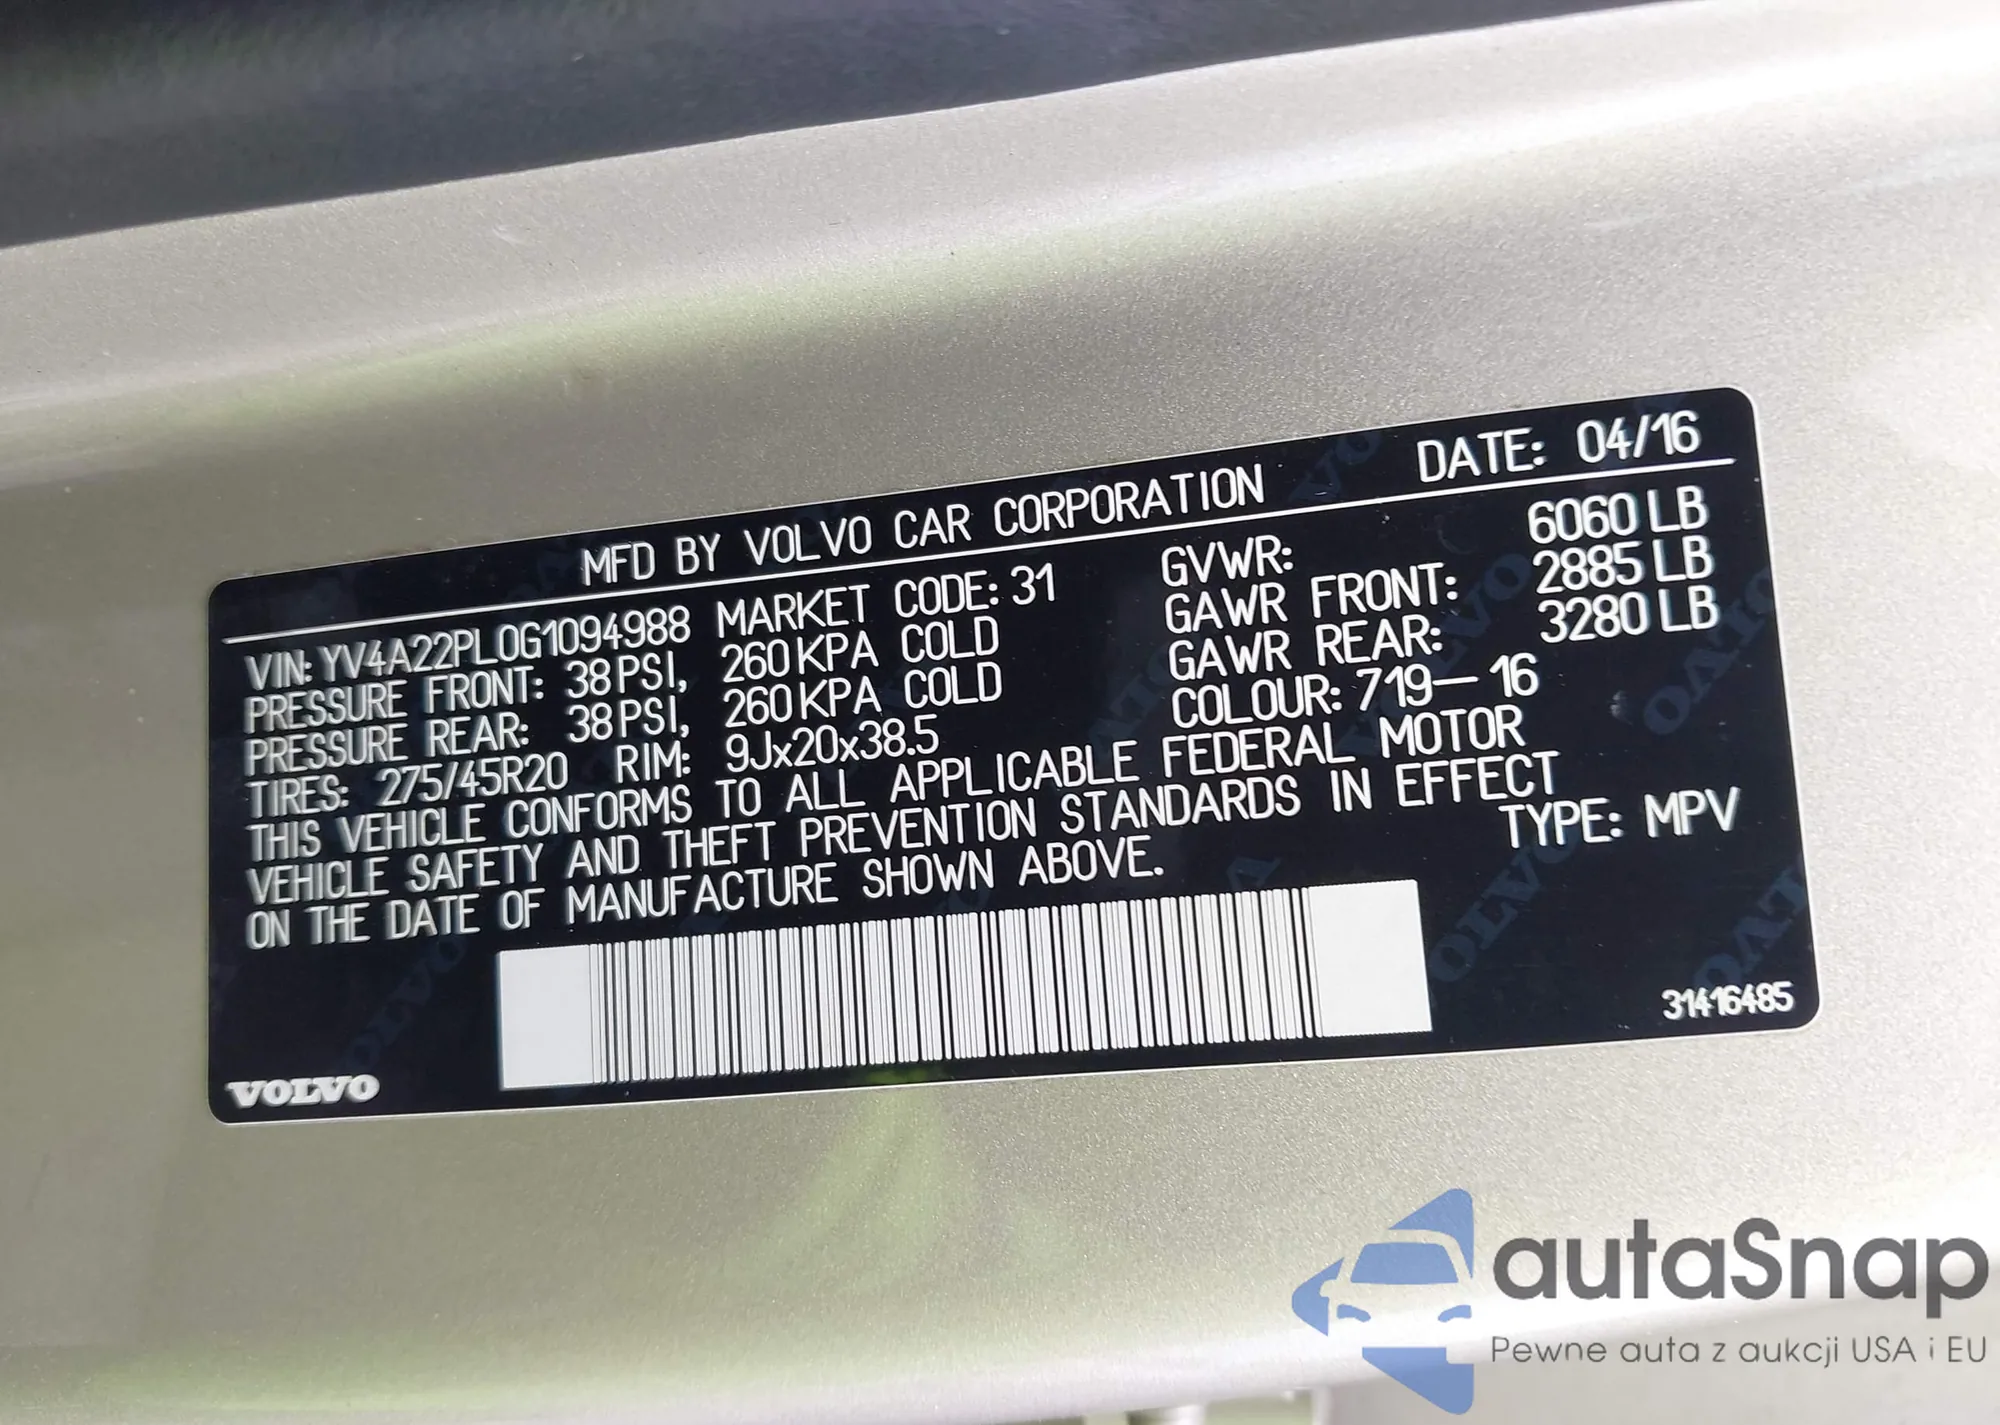 MFD BY VOLVO CAR CORPORATION DATE: 04/16
VIN: YV4A22PL0G1094988 MARKET CODE: 31 GVWR: 6060 LB
PRESSURE FRONT: 38 PSI, 260 KPA COLD GAWR FRONT: 2885 LB
PRESSURE REAR: 38 PSI, 260 KPA COLD GAWR REAR: 3280 LB
TIRES: 275/45R20 RIM: 9Jx20x38.5 COLOUR: 719-16
THIS VEHICLE CONFORMS TO ALL APPLICABLE FEDERAL MOTOR
VEHICLE SAFETY AND THEFT PREVENTION STANDARDS IN EFFECT
ON THE DATE OF MANUFACTURE SHOWN ABOVE. TYPE: MPV
31416485
VOLVO
autaSnap
Pewne auta z aukcji USA i EU